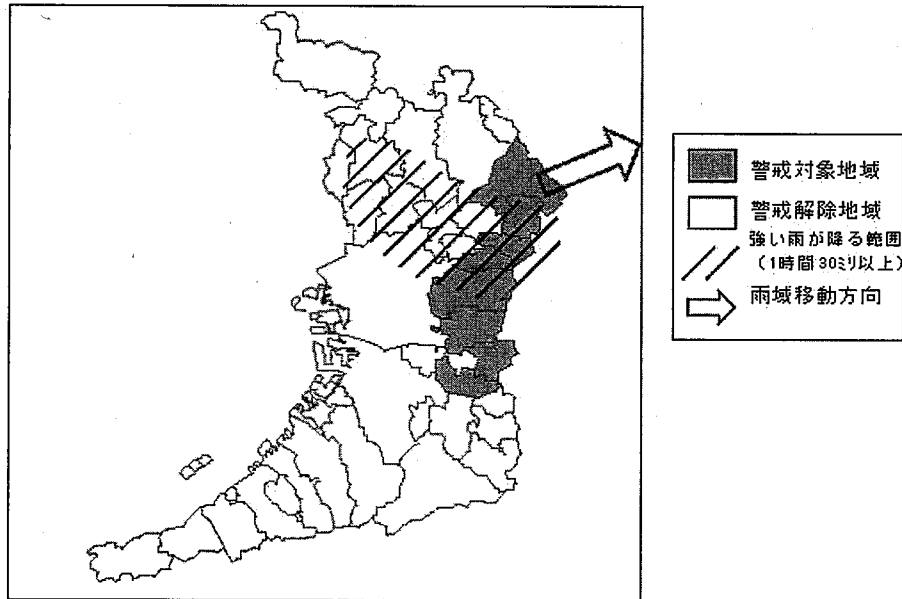 警戒対象地域
警戒解除地域
強い雨が降る範囲
（1時間30ミリ以上）
雨域移動方向